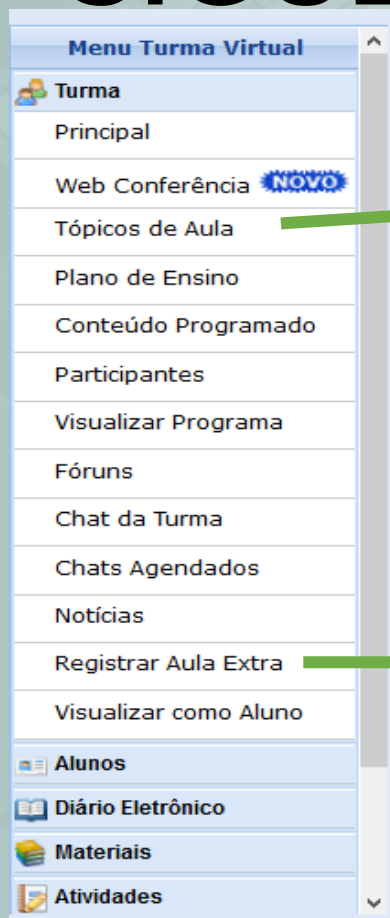 Menu Turma Virtual
Turma
Principal
Web Conferência NOVO
Tópicos de Aula
Plano de Ensino
Conteúdo Programado
Participantes
Visualizar Programa
Fóruns
Chat da Turma
Chats Agendados
Notícias
Registrar Aula Extra
Visualizar como Aluno
Alunos
Diário Eletrônico
Materiais
Atividades